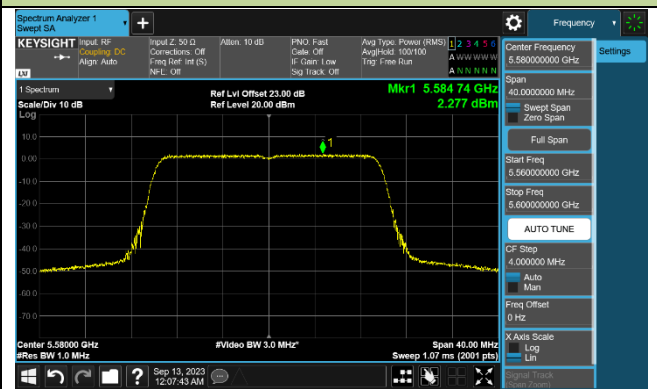 Spectrum Analyzer 1
Swept SA
+
Frequency
KEYSIGHT
Input: RF
Coupling: DC
Align: Auto
Input Z: 50 Ω
Corrections: Off
Freq Ref: Int (S)
NFE: Off
Atten: 10 dB
PNO: Fast
Gate: Off
IF Gain: Low
Sig Track: Off
Avg Type: Power (RMS)
Avg|Hold: 100/100
Trig: Free Run
1 2 3 4 5 6
A W W W W W
A N N N N N
LXI
1 Spectrum
Scale/Div 10 dB
Log
Ref Lvl Offset 23.00 dB
Ref Level 20.00 dBm
Mkr1 5.584 74 GHz
2.277 dBm
10.0
0.00
-10.0
-20.0
-30.0
-40.0
-50.0
-60.0
-70.0
1
Center 5.58000 GHz
#Res BW 1.0 MHz
#Video BW 3.0 MHz*
Span 40.00 MHz
Sweep 1.07 ms (2001 pts)
Center Frequency
5.580000000 GHz
Span
40.0000000 MHz
Swept Span
Zero Span
Full Span
Start Freq
5.560000000 GHz
Stop Freq
5.600000000 GHz
AUTO TUNE
CF Step
4.000000 MHz
Auto
Man
Freq Offset
0 Hz
X Axis Scale
Log
Lin
Signal Track
(Span Zoom)
Settings
?
Sep 13, 2023
12:07:43 AM